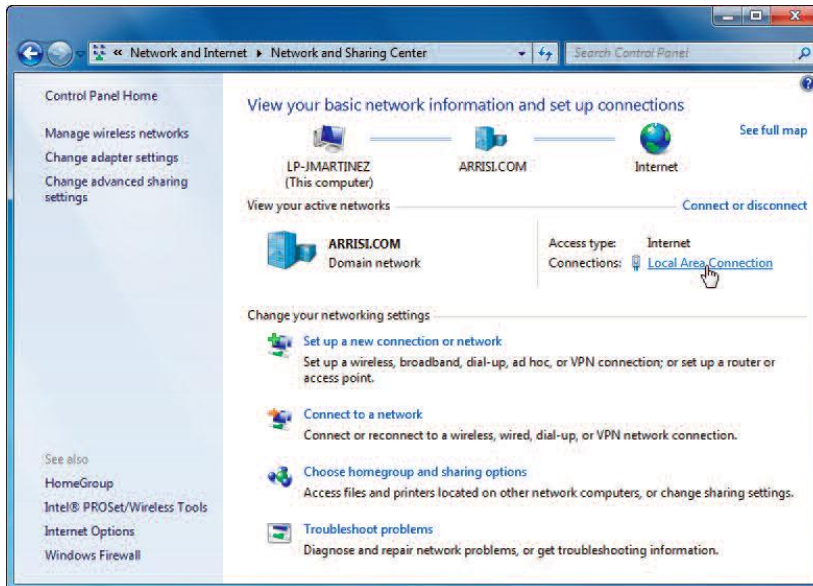 « Network and Internet ▸ Network and Sharing Center
Search Control Panel
Control Panel Home
Manage wireless networks
Change adapter settings
Change advanced sharing
settings
See also
HomeGroup
Intel® PROSet/Wireless Tools
Internet Options
Windows Firewall
View your basic network information and set up connections
See full map
LP-JMARTINEZ
(This computer)
ARRISI.COM
Internet
View your active networks
Connect or disconnect
ARRISI.COM
Domain network
Access type: Internet
Connections: Local Area Connection
Change your networking settings
Set up a new connection or network
Set up a wireless, broadband, dial-up, ad hoc, or VPN connection; or set up a router or
access point.
Connect to a network
Connect or reconnect to a wireless, wired, dial-up, or VPN network connection.
Choose homegroup and sharing options
Access files and printers located on other network computers, or change sharing settings.
Troubleshoot problems
Diagnose and repair network problems, or get troubleshooting information.